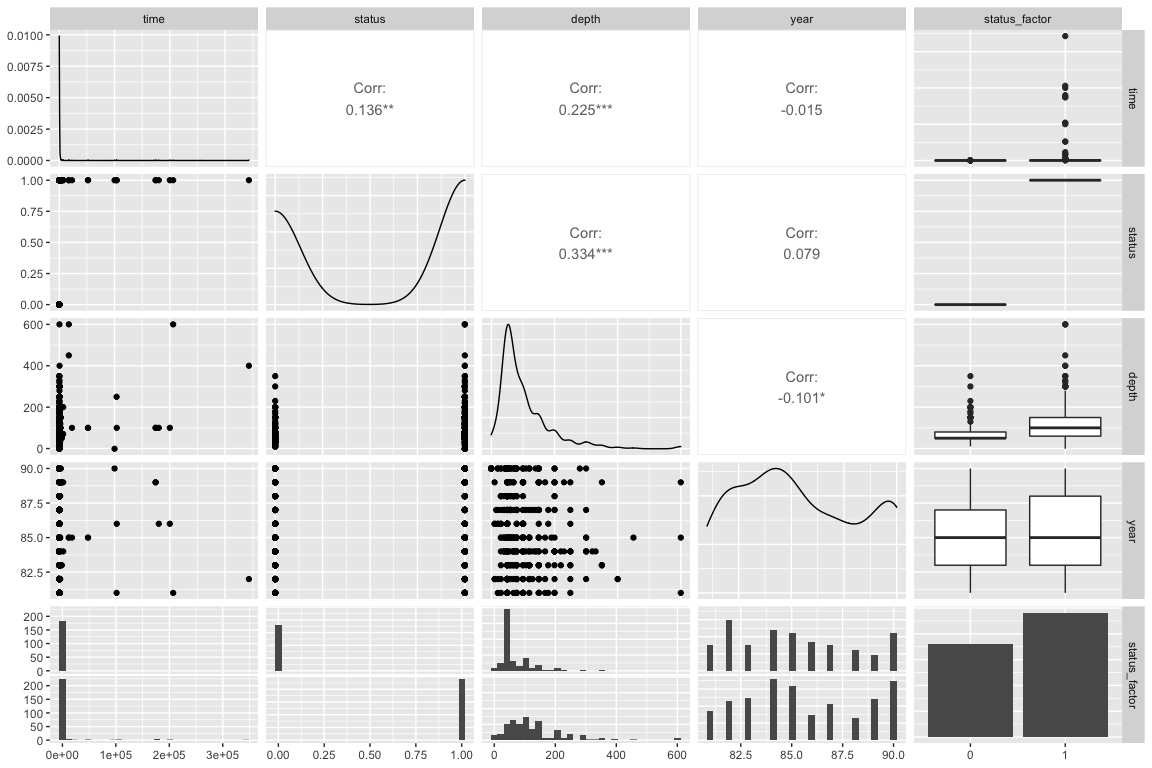 time status depth year status_factor
0.0100
0.0075
0.0050
0.0025
0.0000
Corr:
0.136**
Corr:
0.225***
Corr:
-0.015
time
1.00
0.75
0.50
0.25
0.00
Corr:
0.334***
Corr:
0.079
status
600
400
200
0
Corr:
-0.101*
depth
90.0
87.5
85.0
82.5
year
200
150
100
50
0
200
150
100
50
0
status_factor
0e+00 1e+05 2e+05 3e+05 0.00 0.25 0.50 0.75 1.00 0 200 400 600 82.5 85.0 87.5 90.0 0 1